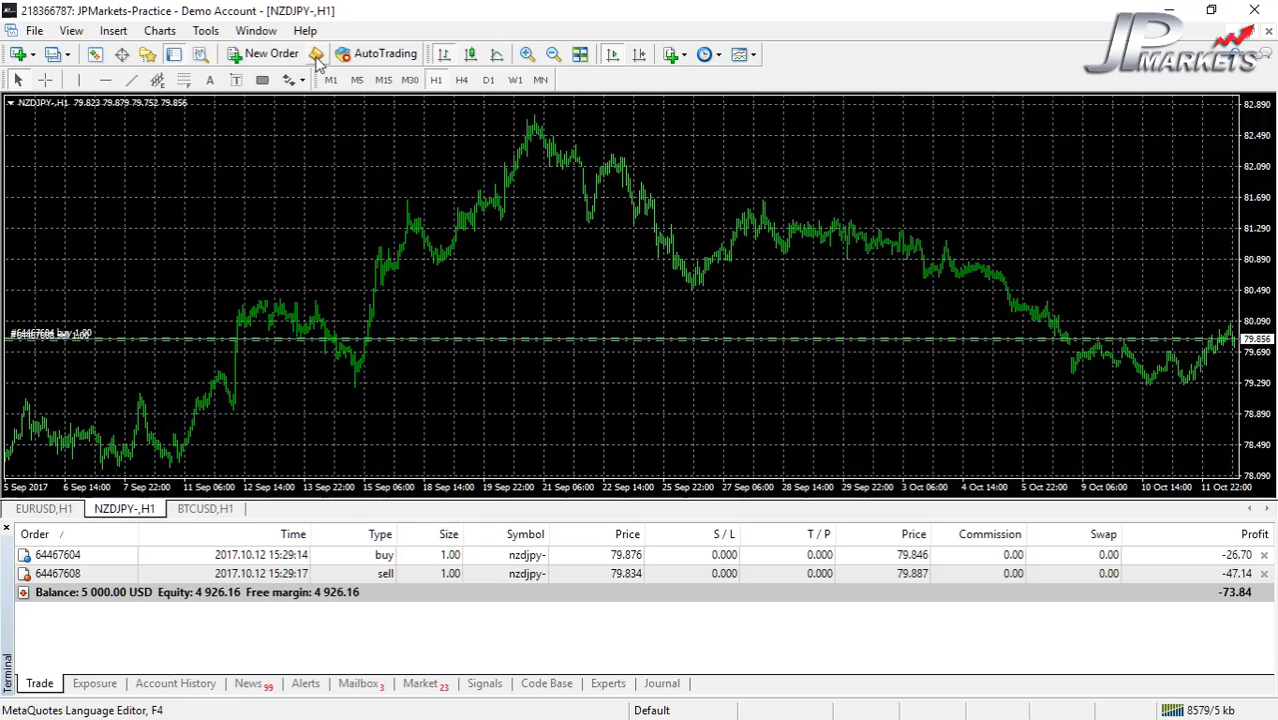 218366787: JPMarkets-Practice - Demo Account - [NZDJPY-,H1]
JP MARKETS
File View Insert Charts Tools Window Help
New Order AutoTrading
A T M1 M5 M15 M30 H1 H4 D1 W1 MN
NZDJPY-,H1 79.823 79.879 79.752 79.856
82.890
82.490
82.090
81.690
81.290
80.890
80.490
80.090
79.856
79.690
79.290
78.890
78.490
78.090
5 Sep 2017 6 Sep 14:00 7 Sep 22:00 11 Sep 06:00 12 Sep 14:00 13 Sep 22:00 15 Sep 06:00 18 Sep 14:00 19 Sep 22:00 21 Sep 06:00 22 Sep 14:00 25 Sep 22:00 27 Sep 06:00 28 Sep 14:00 29 Sep 22:00 3 Oct 06:00 4 Oct 14:00 5 Oct 22:00 9 Oct 06:00 10 Oct 14:00 11 Oct 22:00
EURUSD,H1 NZDJPY-,H1 BTCUSD,H1
Order / Time Type Size Symbol Price S / L T / P Price Commission Swap Profit
64467604 2017.10.12 15:29:14 buy 1.00 nzdjpy- 79.876 0.000 0.000 79.846 0.00 0.00 -26.70
64467608 2017.10.12 15:29:17 sell 1.00 nzdjpy- 79.834 0.000 0.000 79.887 0.00 0.00 -47.14
Balance: 5 000.00 USD Equity: 4 926.16 Free margin: 4 926.16 -73.84
Terminal
Trade Exposure Account History News 99 Alerts Mailbox 3 Market 23 Signals Code Base Experts Journal
MetaQuotes Language Editor, F4 Default 8579/5 kb